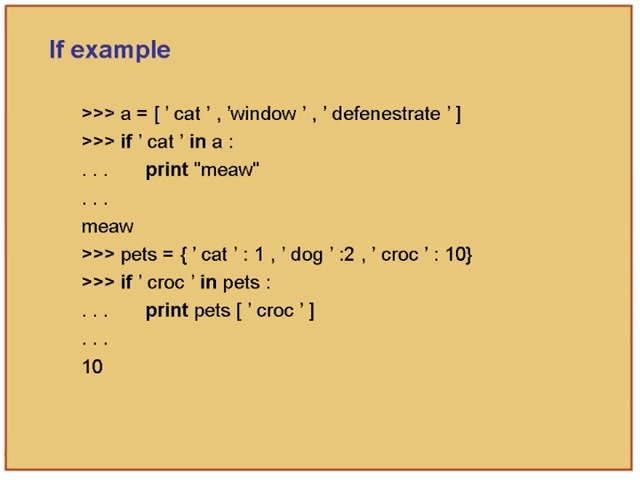 If example
>>> a = [ ’ cat ’ , ’window ’ , ’ defenestrate ’ ]
>>> if ’ cat ’ in a :
. . . print "meaw"
. . .
meaw
>>> pets = { ’ cat ’ : 1 , ’ dog ’ :2 , ’ croc ’ : 10}
>>> if ’ croc ’ in pets :
. . . print pets [ ’ croc ’ ]
. . .
10